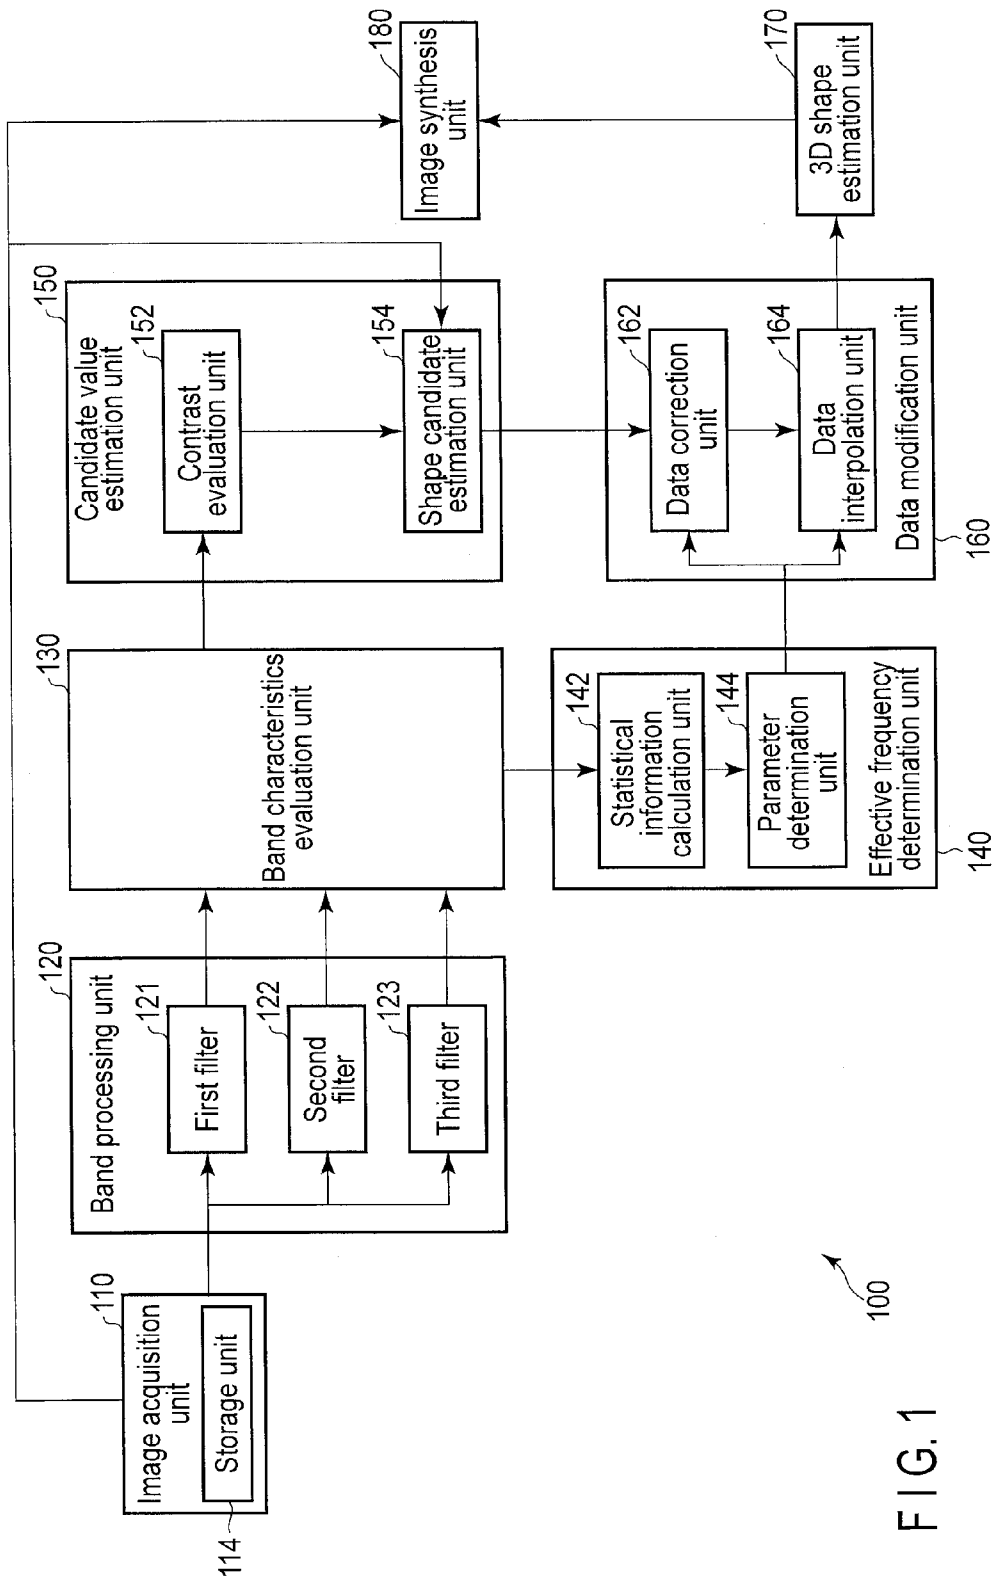 110
Image acquisition
unit
Storage unit
114
120
Band processing unit
121
First filter
122
Second
filter
123
Third filter
130
Band characteristics
evaluation unit
142
Statistical
information
calculation unit
144
Parameter
determination
unit
Effective frequency
determination unit
140
150
Candidate value
estimation unit
152
Contrast
evaluation unit
154
Shape candidate
estimation unit
162
Data correction
unit
164
Data
interpolation unit
Data modification unit
160
180
Image synthesis
unit
170
3D shape
estimation unit
100
FIG. 1